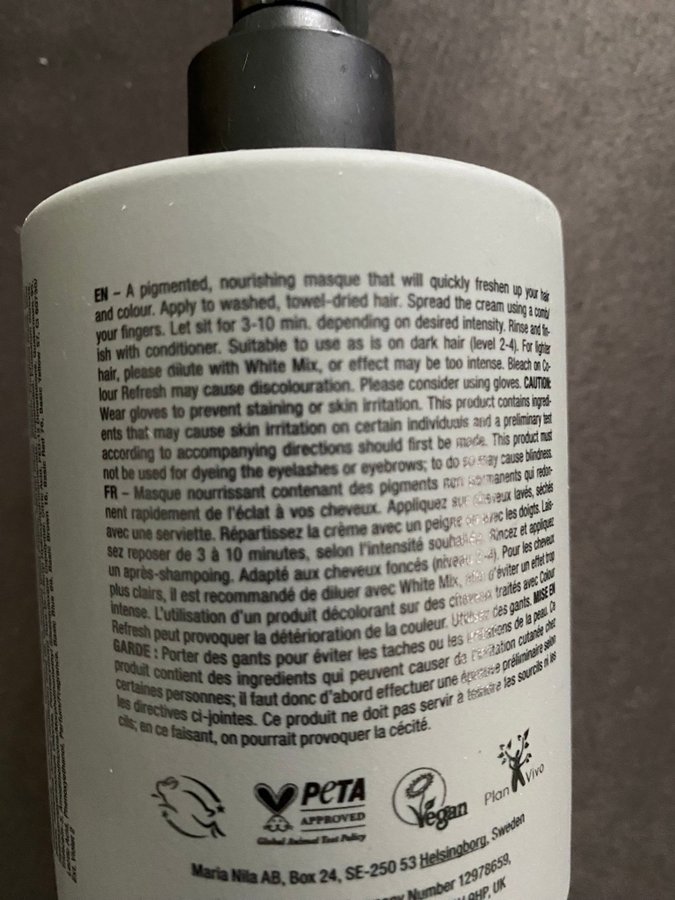 EN – A pigmented, nourishing masque that will quickly freshen up your hair
and colour. Apply to washed, towel-dried hair. Spread the cream using a comb/
your fingers. Let sit for 3-10 min. depending on desired intensity. Rinse and fin-
ish with conditioner. Suitable to use as is on dark hair (level 2-4). For lighter
hair, please dilute with White Mix, or effect may be too intense. Bleach on Co-
lour Refresh may cause discolouration. Please consider using gloves. CAUTION:
Wear gloves to prevent staining or skin irritation. This product contains ingredi-
ents that may cause skin irritation on certain individuals and a preliminary test
according to accompanying directions should first be made. This product must
not be used for dyeing the eyelashes or eyebrows; to do so may cause blindness.
FR – Masque nourrissant contenant des pigments non permanents qui redon-
nent rapidement de l'éclat à vos cheveux. Appliquez sur cheveux lavés, séchés
avec une serviette. Répartissez la crème avec un peigne ou avec les doigts. Lais-
sez reposer de 3 à 10 minutes, selon l'intensité souhaitée. Rincez et appliquez
un après-shampoing. Adapté aux cheveux foncés (niveau 2-4). Pour les cheveux
plus clairs, il est recommandé de diluer avec White Mix, afin d'éviter un effet trop
intense. L'utilisation d'un produit décolorant sur des cheveux traités avec Colour
Refresh peut provoquer la détérioration de la couleur. Utiliser des gants. MISE EN
GARDE : Porter des gants pour éviter les taches ou les irritations de la peau. Ce
produit contient des ingredients qui peuvent causer de l'irritation cutanée chez
certaines personnes; il faut donc d'abord effectuer une épreuve préliminaire selon
les directives ci-jointes. Ce produit ne doit pas servir à teindre les sourcils ni les
cils; en ce faisant, on pourrait provoquer la cécité.
PETA
APPROVED
Global Animal Test Policy
Vegan
Plan Vivo
Maria Nila AB, Box 24, SE-250 53 Helsingborg, Sweden
Number 12978659,
9HP, UK